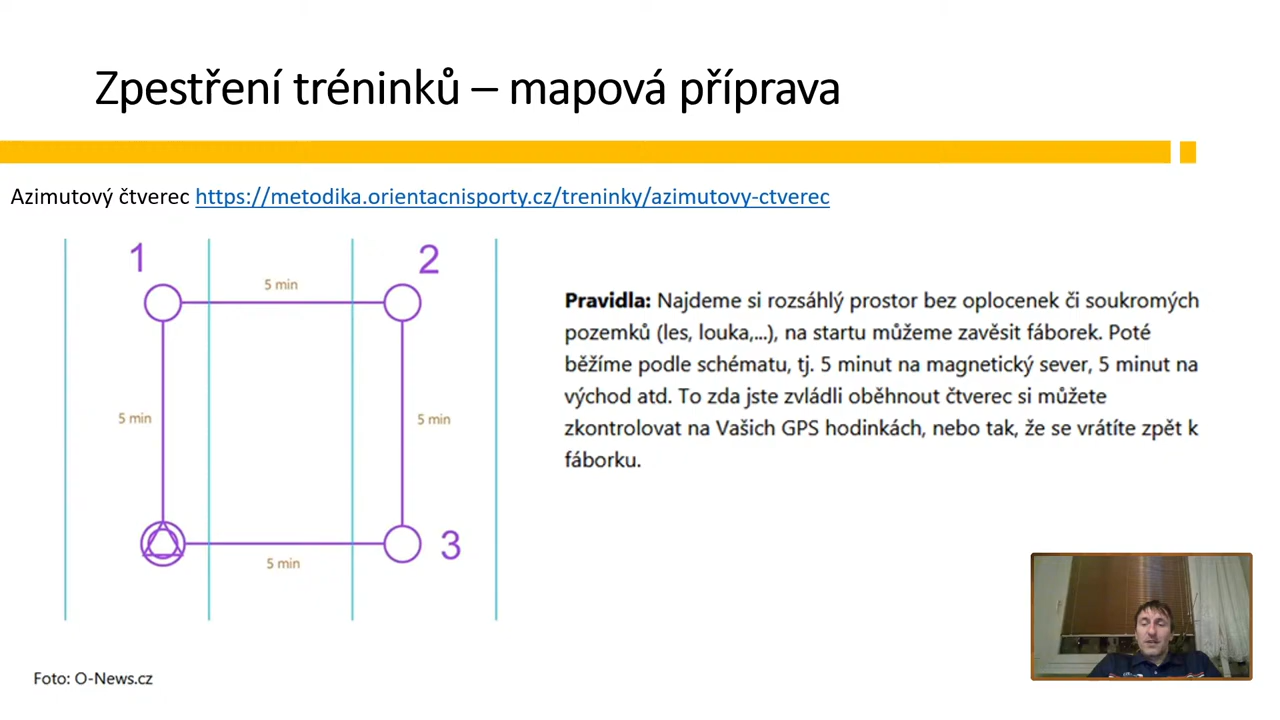 Zpestření tréninků – mapová příprava
Azimutový čtverec https://metodika.orientacnisporty.cz/treninky/azimutovy-ctverec
1
2
5 min
5 min
5 min
3
5 min
Pravidla: Najdeme si rozsáhlý prostor bez oplocenek či soukromých
pozemků (les, louka,...), na startu můžeme zavěsit fáborek. Poté
běžíme podle schématu, tj. 5 minut na magnetický sever, 5 minut na
východ atd. To zda jste zvládli oběhnout čtverec si můžete
zkontrolovat na Vašich GPS hodinkách, nebo tak, že se vrátíte zpět k
fáborku.
Foto: O-News.cz